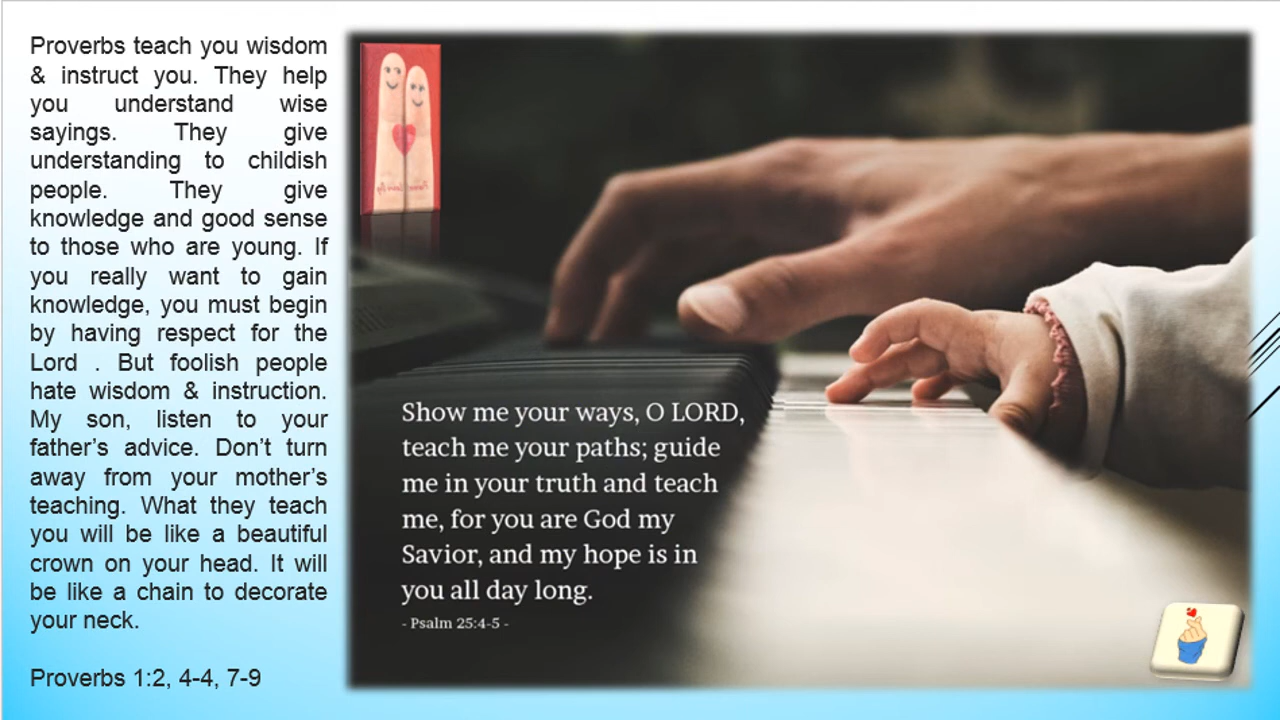 Proverbs teach you wisdom
& instruct you. They help
you understand wise
sayings. They give
understanding to childish
people. They give
knowledge and good sense
to those who are young. If
you really want to gain
knowledge, you must begin
by having respect for the
Lord . But foolish people
hate wisdom & instruction.
My son, listen to your
father’s advice. Don’t turn
away from your mother’s
teaching. What they teach
you will be like a beautiful
crown on your head. It will
be like a chain to decorate
your neck.
Proverbs 1:2, 4-4, 7-9
Show me your ways, O LORD,
teach me your paths; guide
me in your truth and teach
me, for you are God my
Savior, and my hope is in
you all day long.
- Psalm 25:4-5 -